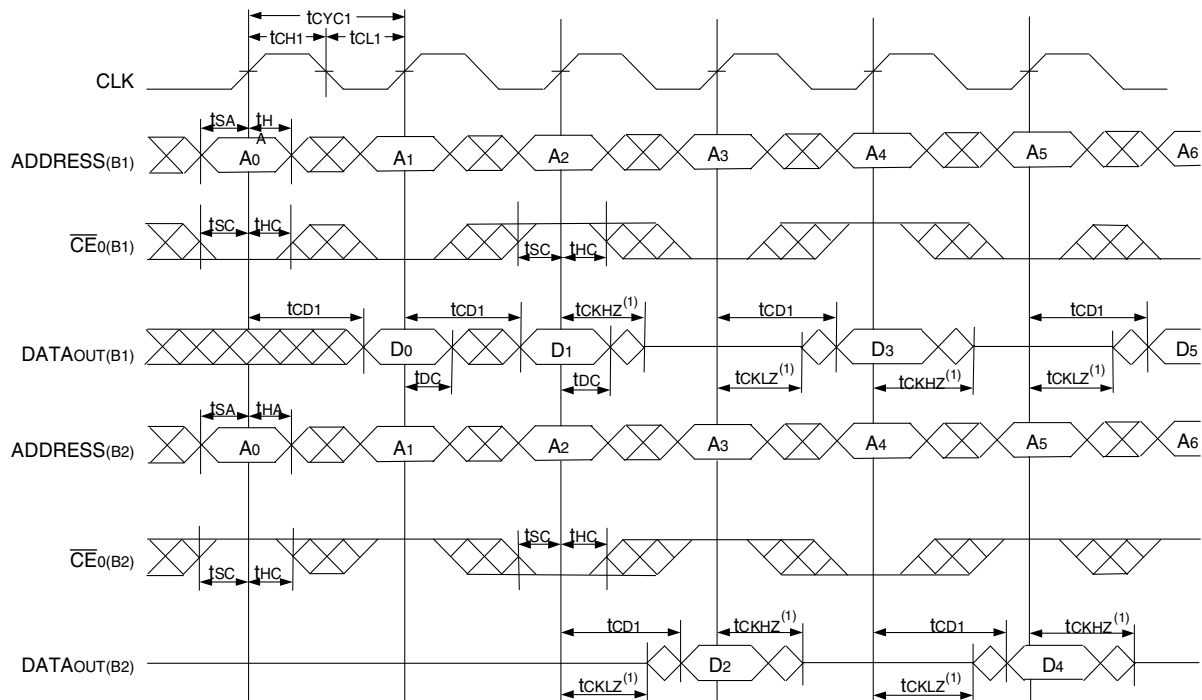 tCYC1
tCH1 tCL1
CLK
tSA tHA
ADDRESS(B1) A0 A1 A2 A3 A4 A5 A6
tSC tHC
CE0(B1)
tSC tHC
tCD1 tCD1 tCKHZ(1) tCD1 tCD1
DATAOUT(B1) D0 D1 D3 D5
tDC tDC tCKLZ(1) tCKHZ(1) tCKLZ(1)
tSA tHA
ADDRESS(B2) A0 A1 A2 A3 A4 A5 A6
tSC tHC
CE0(B2)
tSC tHC
tCD1 tCKHZ(1) tCD1 tCKHZ(1)
DATAOUT(B2) D2 D4
tCKLZ(1) tCKLZ(1)